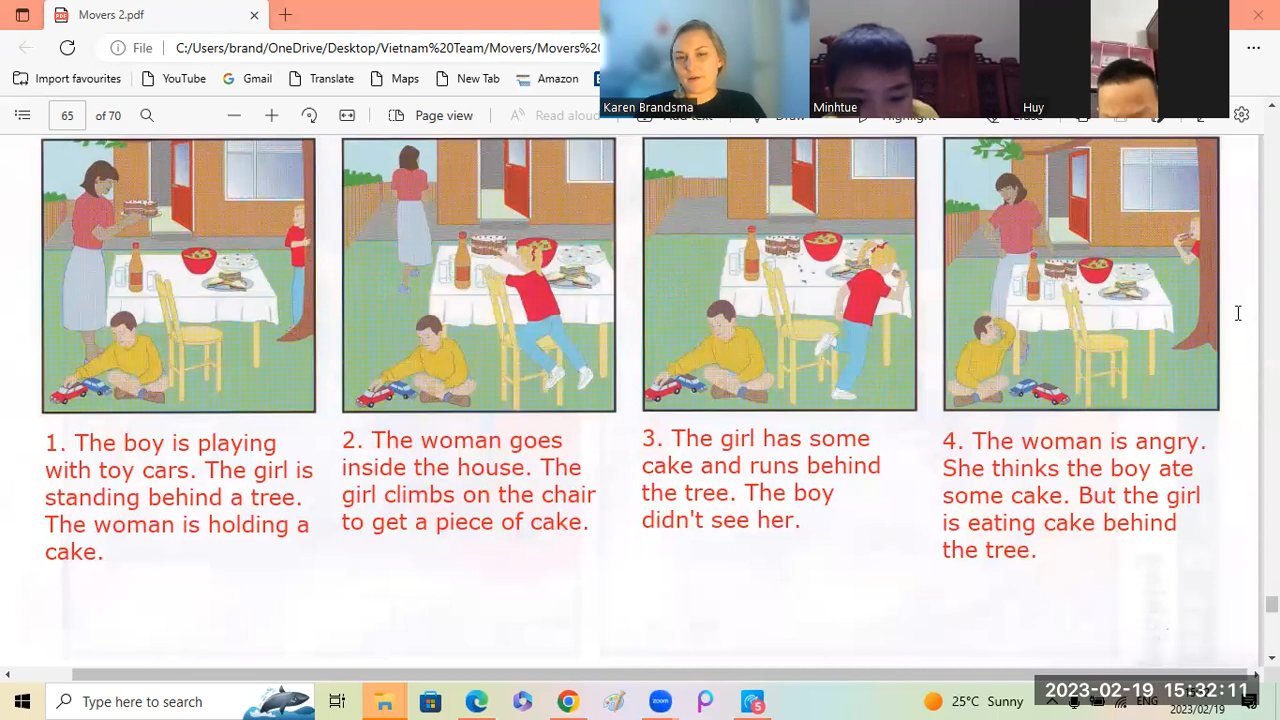 Movers 2.pdf
File
C:/Users/brand/OneDrive/Desktop/Vietnam%20Team/Movers/Movers%20
Import favourites
YouTube
Gmail
Translate
Maps
New Tab
Amazon
Karen Brandsma
Minhtue
Huy
65
of 70
Page view
Read aloud
1. The boy is playing
with toy cars. The girl is
standing behind a tree.
The woman is holding a
cake.
2. The woman goes
inside the house. The
girl climbs on the chair
to get a piece of cake.
3. The girl has some
cake and runs behind
the tree. The boy
didn't see her.
4. The woman is angry.
She thinks the boy ate
some cake. But the girl
is eating cake behind
the tree.
Type here to search
5
25°C Sunny
ENG
2023-02-19 15:32:11
2023/02/19